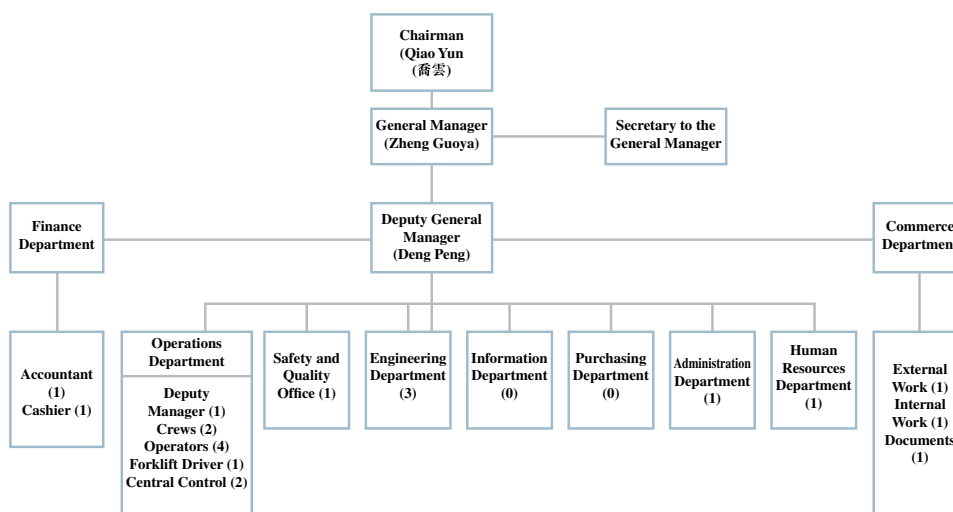 Chairman
(Qiao Yun
(喬雲)
General Manager
(Zheng Guoya)
Secretary to the
General Manager
Finance
Department
Deputy General
Manager
(Deng Peng)
Commerce
Department
Accountant
(1)
Cashier (1)
Operations
Department
Deputy
Manager (1)
Crews (2)
Operators (4)
Forklift Driver (1)
Central Control (2)
Safety and
Quality
Office (1)
Engineering
Department
(3)
Information
Department
(0)
Purchasing
Department
(0)
Administration
Department
(1)
Human
Resources
Department
(1)
External
Work (1)
Internal
Work (1)
Documents
(1)